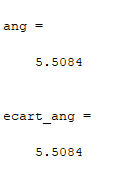 ang =
5.5084
ecart_ang =
5.5084